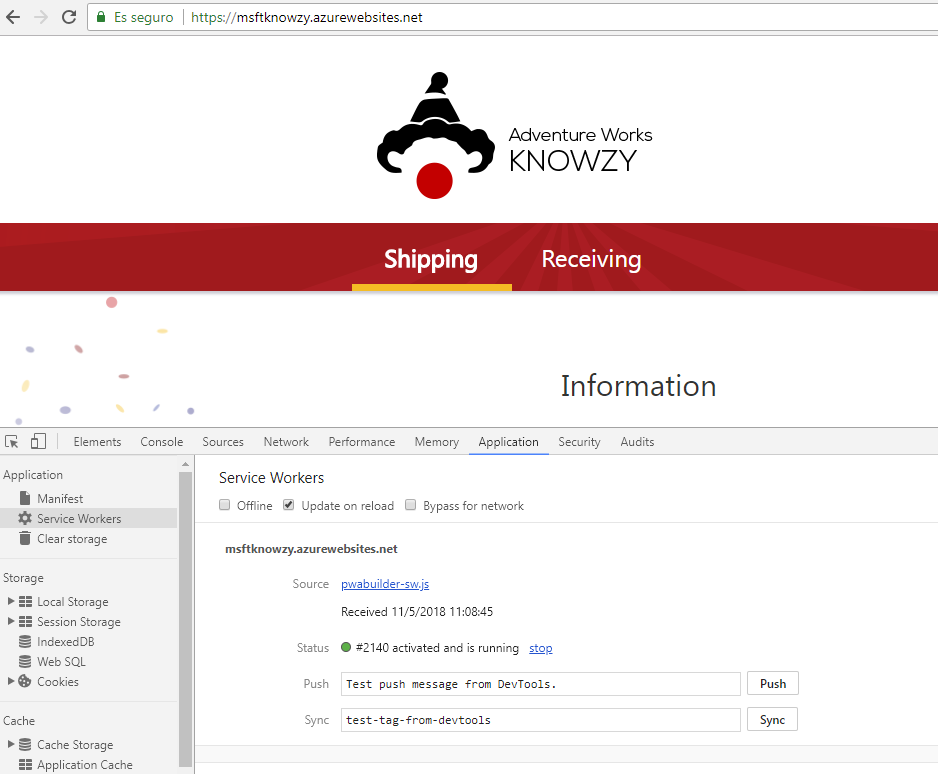 Es seguro https://msftknowzy.azurewebsites.net
Adventure Works
KNOWZY
Shipping Receiving
Information
Elements Console Sources Network Performance Memory Application Security Audits
Application
Manifest
Service Workers
Clear storage
Storage
Local Storage
Session Storage
IndexedDB
Web SQL
Cookies
Cache
Cache Storage
Application Cache
Service Workers
Offline Update on reload Bypass for network
msftknowzy.azurewebsites.net
Source pwabuilder-sw.js
Received 11/5/2018 11:08:45
Status #2140 activated and is running stop
Push Test push message from DevTools. Push
Sync test-tag-from-devtools Sync